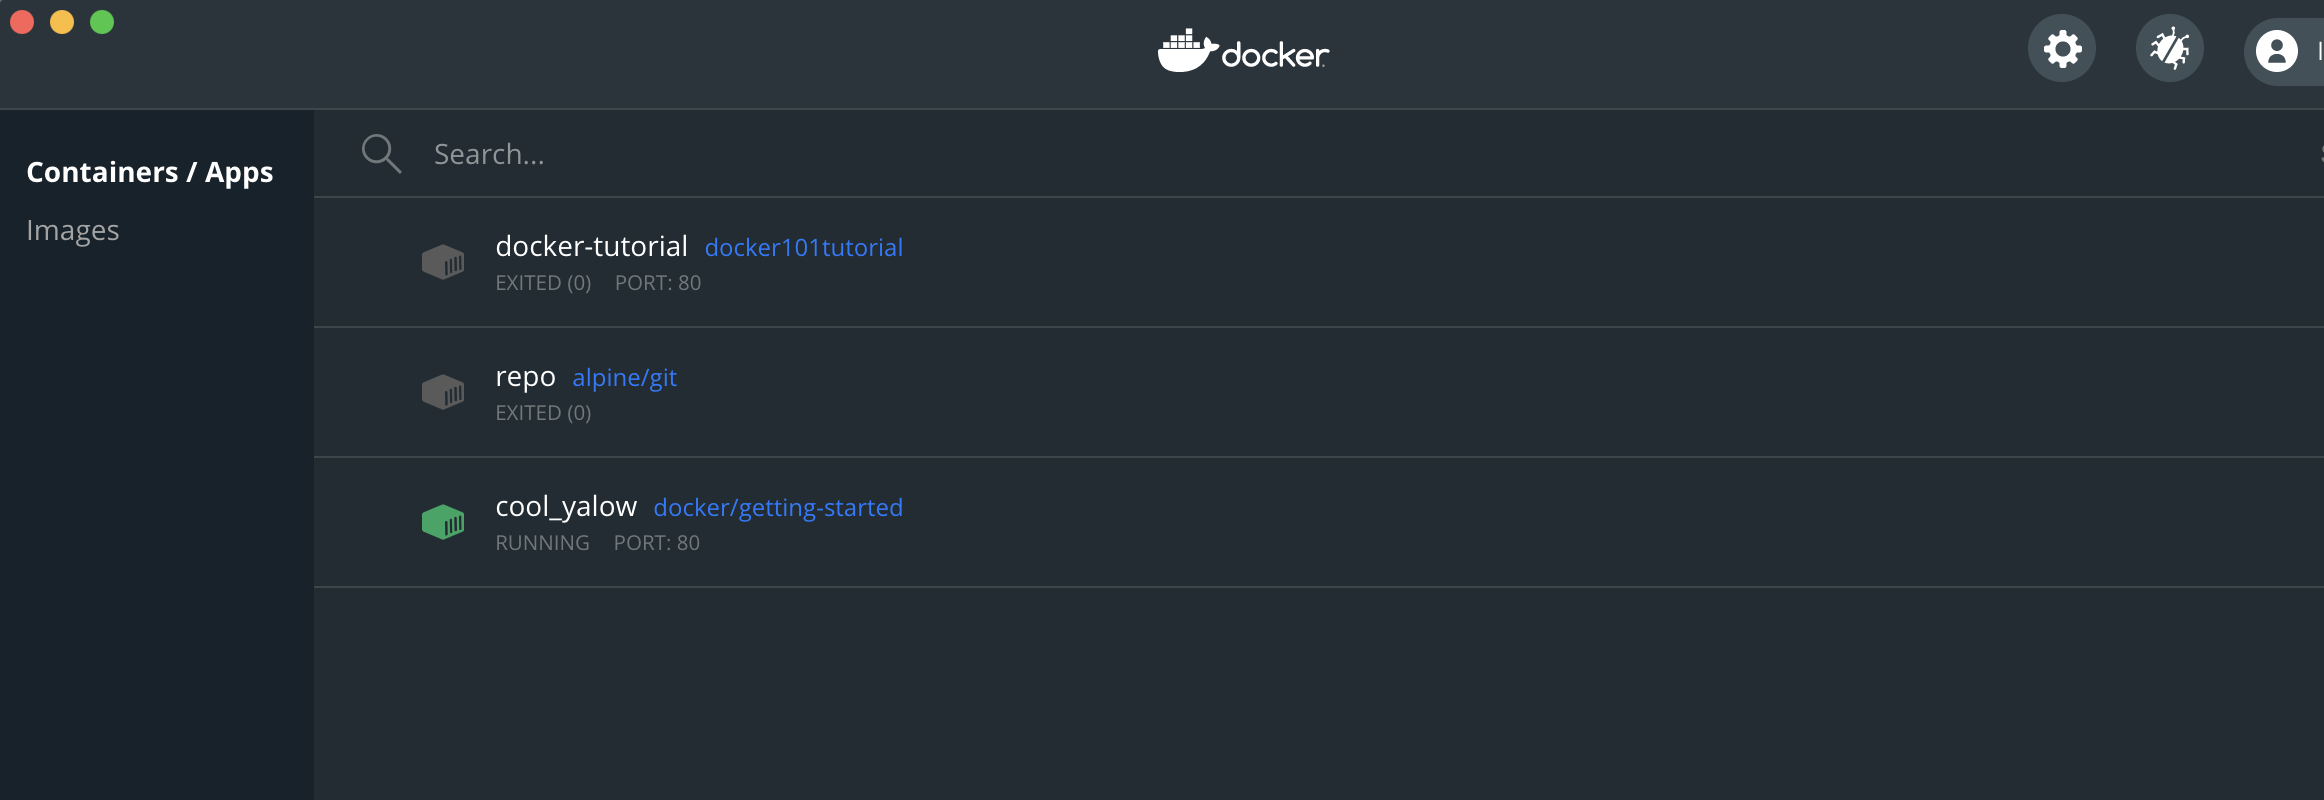 docker
Containers / Apps
Images
Search...
docker-tutorial docker101tutorial
EXITED (0) PORT: 80
repo alpine/git
EXITED (0)
cool_yalow docker/getting-started
RUNNING PORT: 80